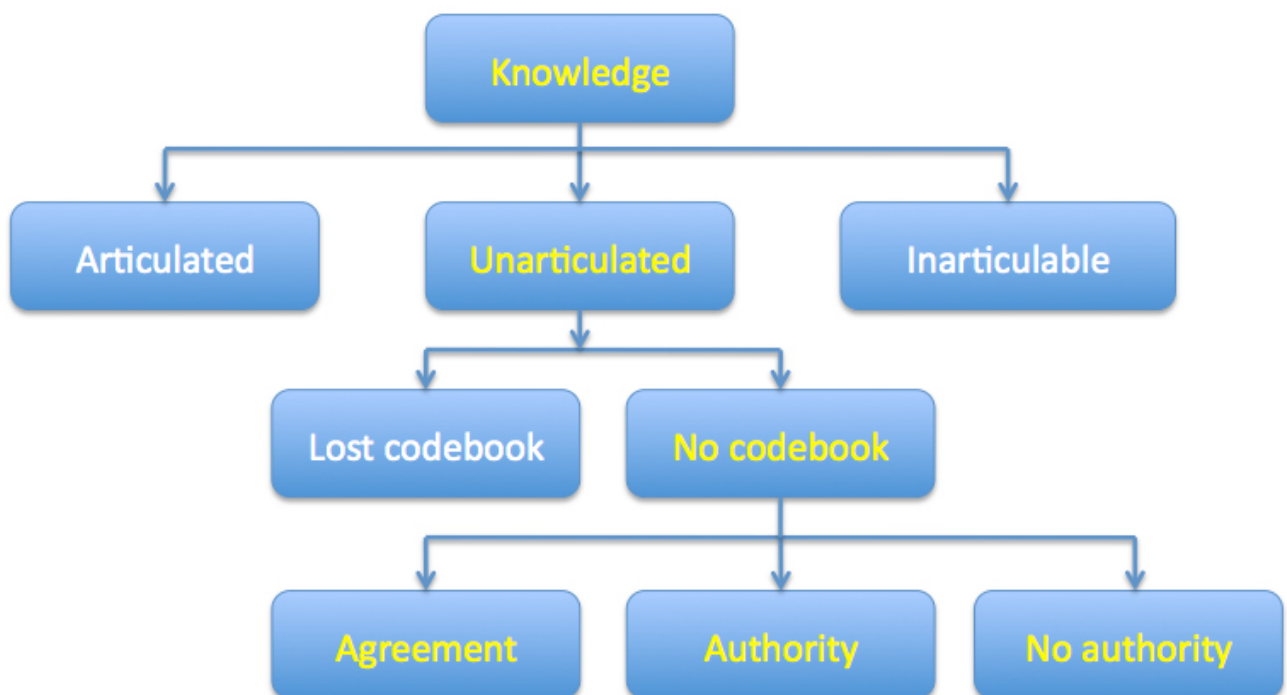 Knowledge
Articulated
Unarticulated
Inarticulable
Lost codebook
No codebook
Agreement
Authority
No authority